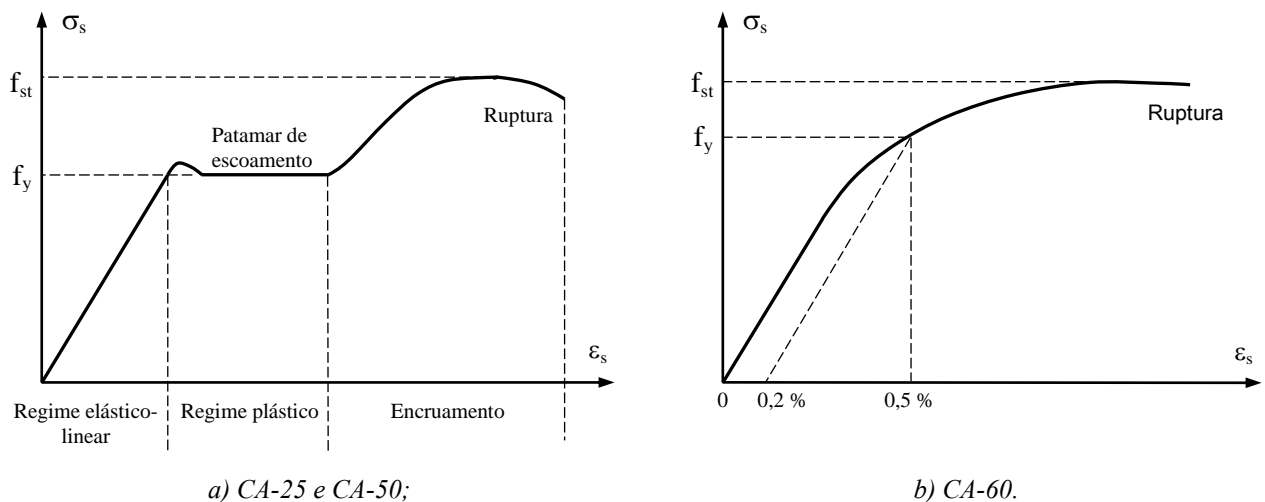 σs
fst
fy
Patamar de
escoamento
Ruptura
εs
Regime elástico-
linear
Regime plástico
Encruamento
a) CA-25 e CA-50;
σs
fst
fy
Ruptura
εs
0
0,2 %
0,5 %
b) CA-60.